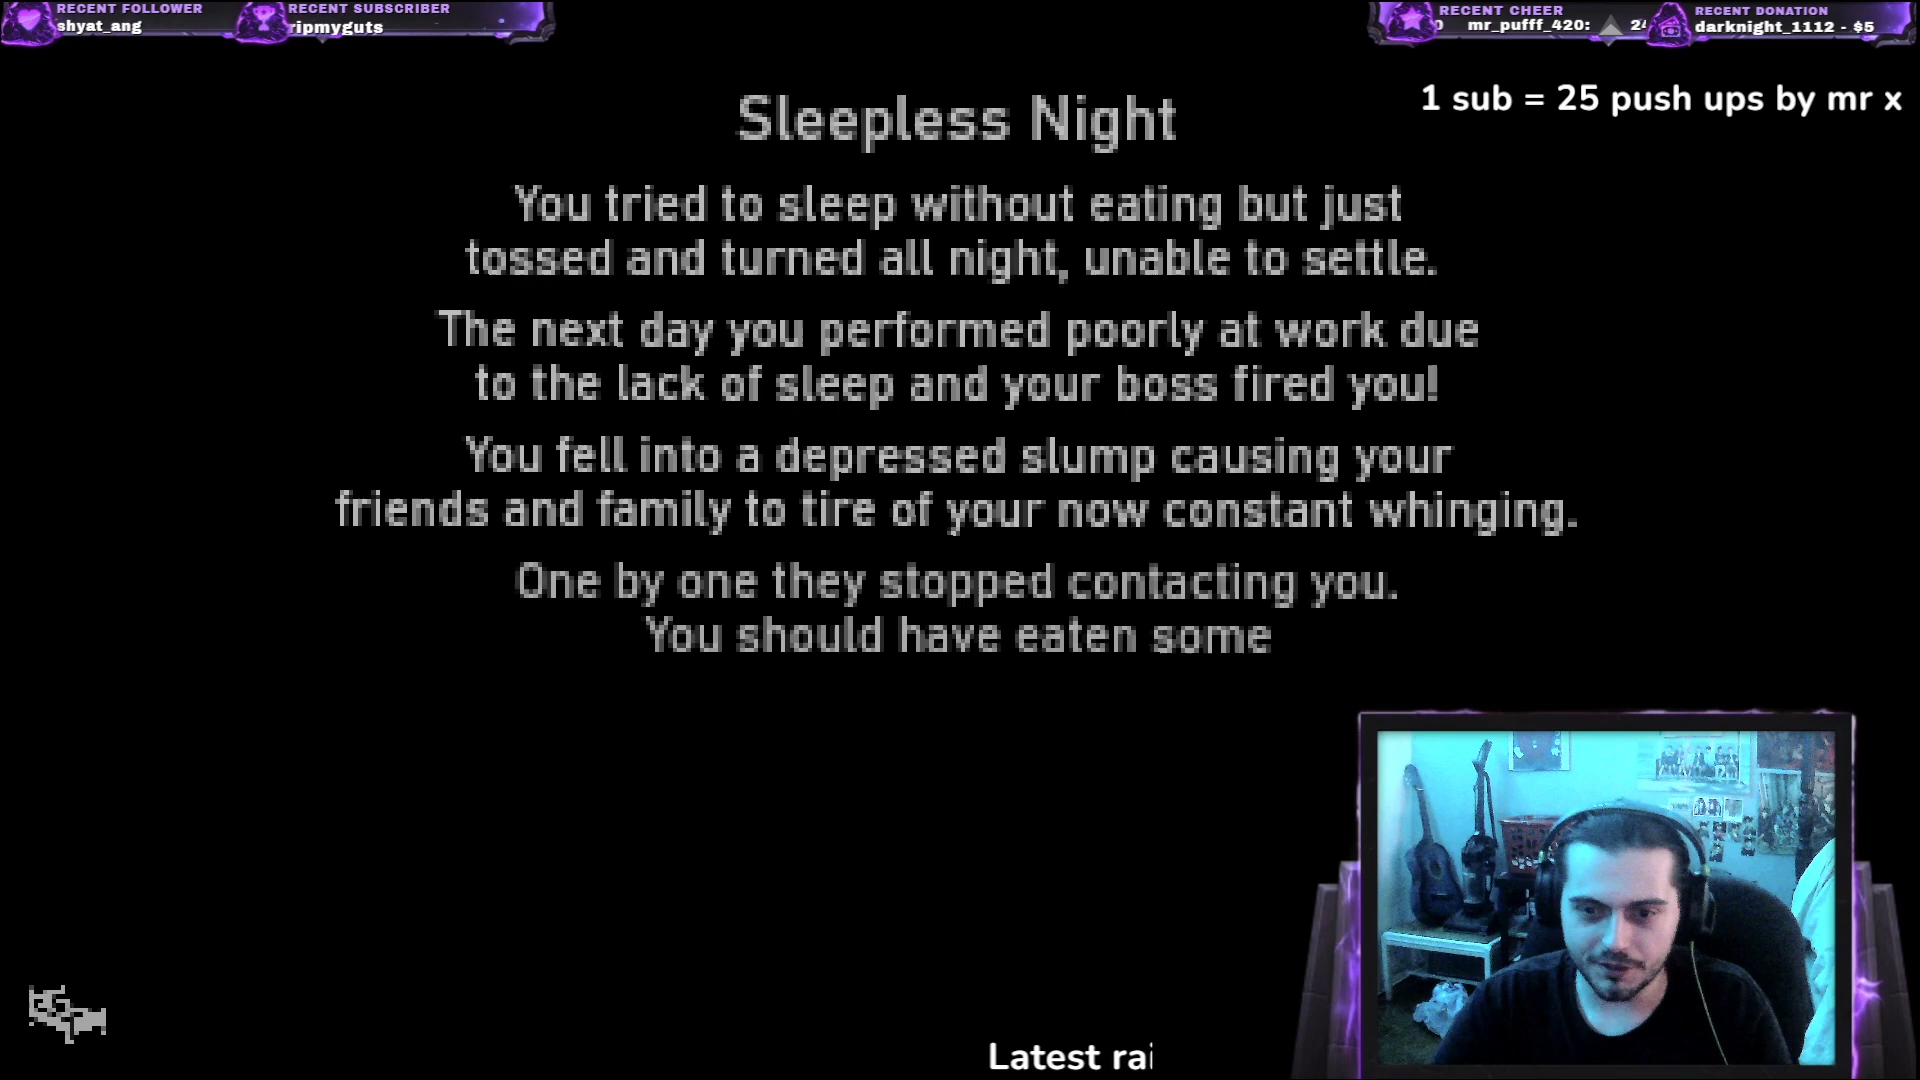 RECENT FOLLOWER
shyat_ang
RECENT SUBSCRIBER
ripmyguts
RECENT CHEER
mr_pufff_420:
RECENT DONATION
darknight_1112 - $5
1 sub = 25 push ups by mr x
Sleepless Night
You tried to sleep without eating but just
tossed and turned all night, unable to settle.
The next day you performed poorly at work due
to the lack of sleep and your boss fired you!
You fell into a depressed slump causing your
friends and family to tire of your now constant whinging.
One by one they stopped contacting you.
You should have eaten some
Latest rai